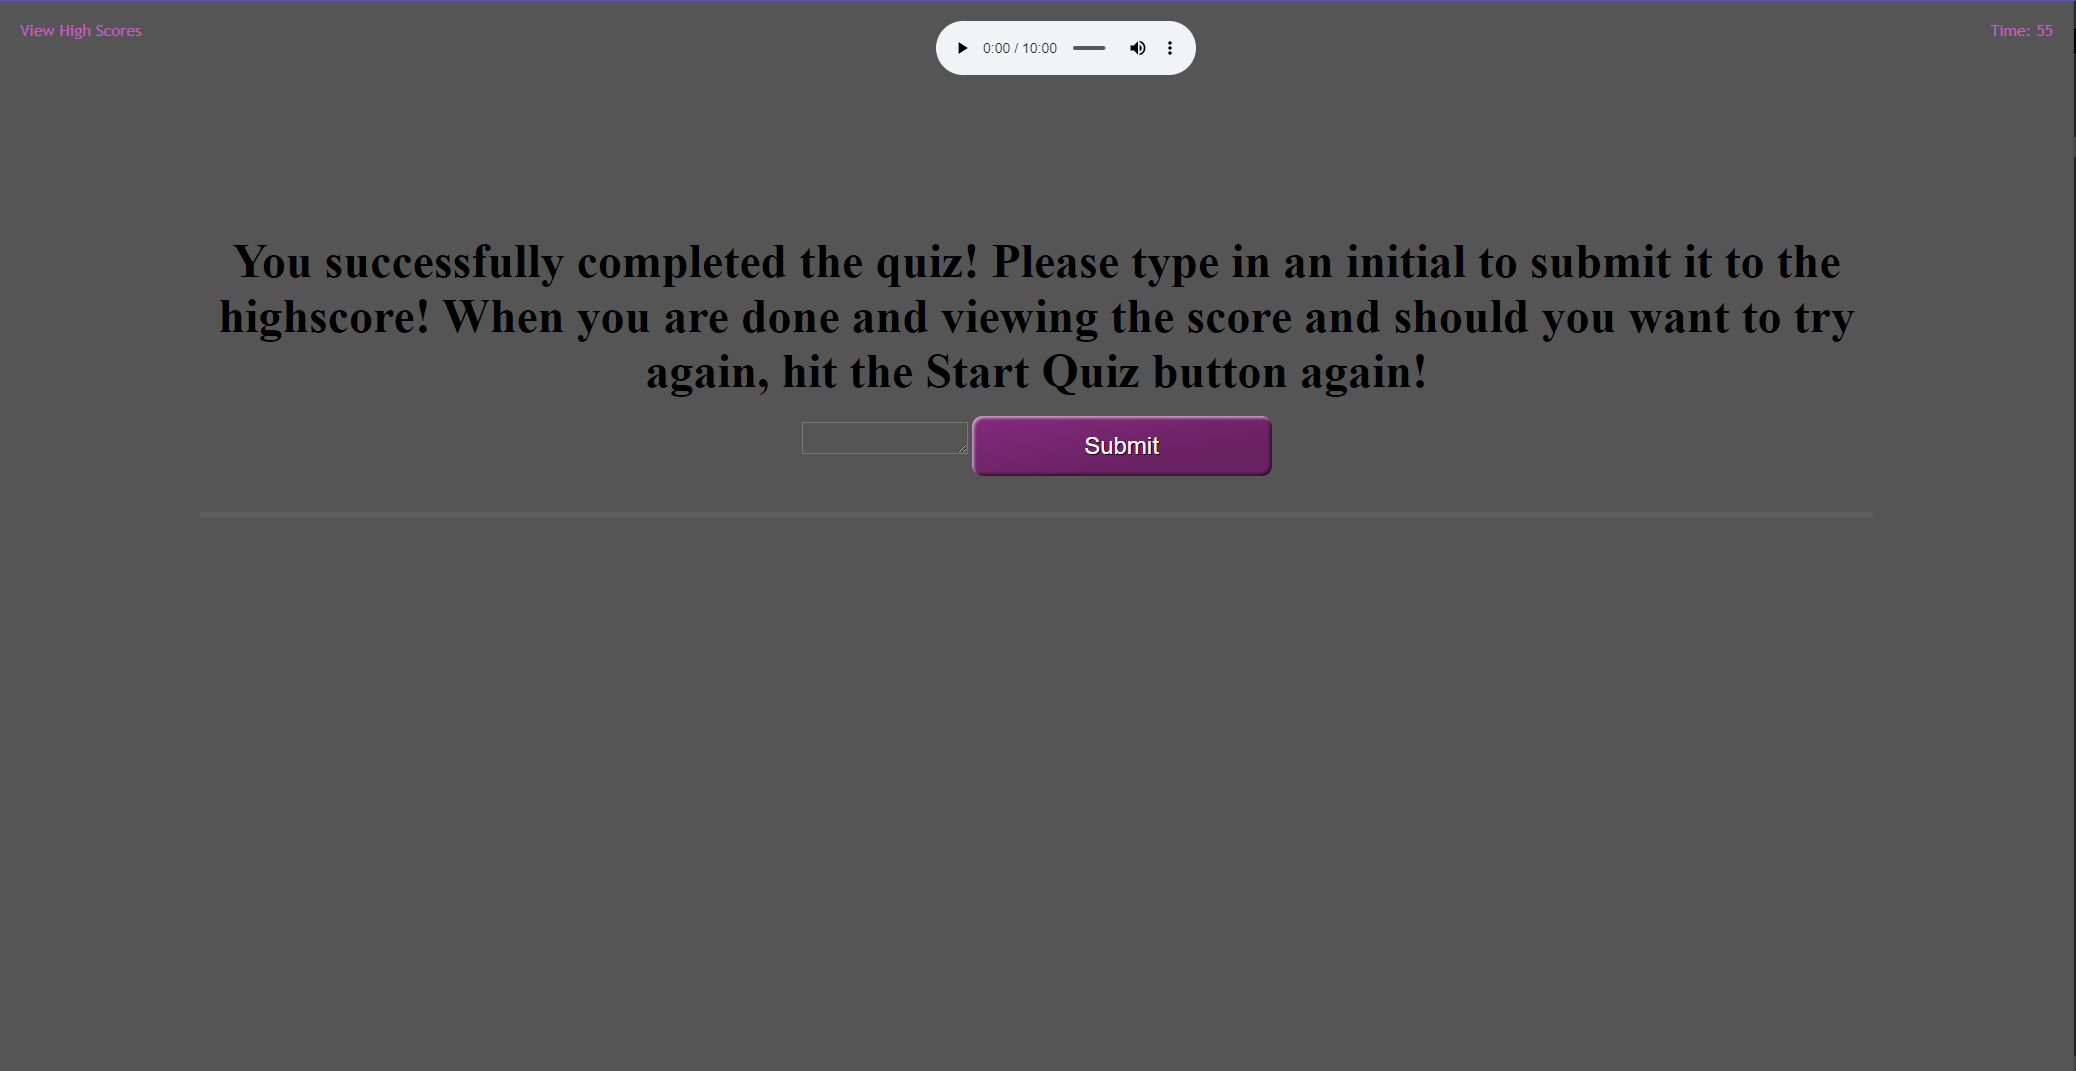 View High Scores
0:00 / 10:00
Time: 55
You successfully completed the quiz! Please type in an initial to submit it to the
highscore! When you are done and viewing the score and should you want to try
again, hit the Start Quiz button again!
Submit